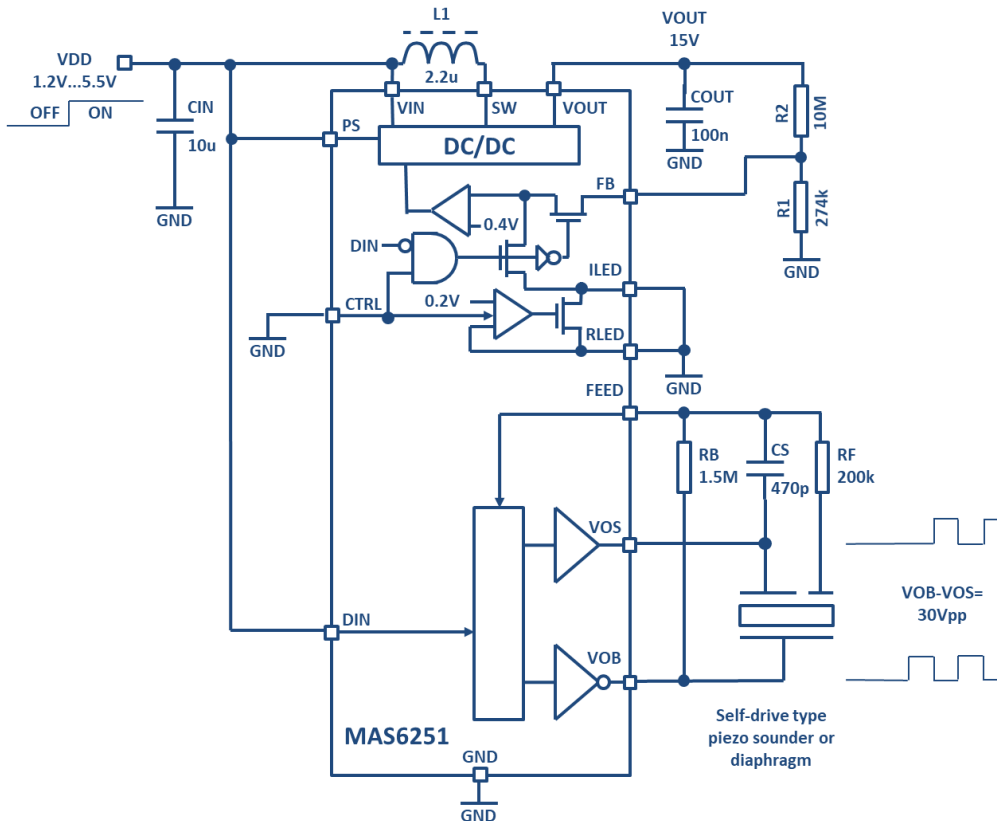 L1
2.2u
VDD
1.2V...5.5V
OFF
ON
CIN
10u
GND
VOUT
15V
COUT
100n
GND
R2
10M
R1
274k
GND
VIN
SW
VOUT
PS
DC/DC
FB
0.4V
DIN
CTRL
GND
0.2V
ILED
RLED
GND
FEED
RB
1.5M
CS
470p
RF
200k
VOS
DIN
VOB
VOB-VOS=
30Vpp
MAS6251
GND
GND
Self-drive type
piezo sounder or
diaphragm